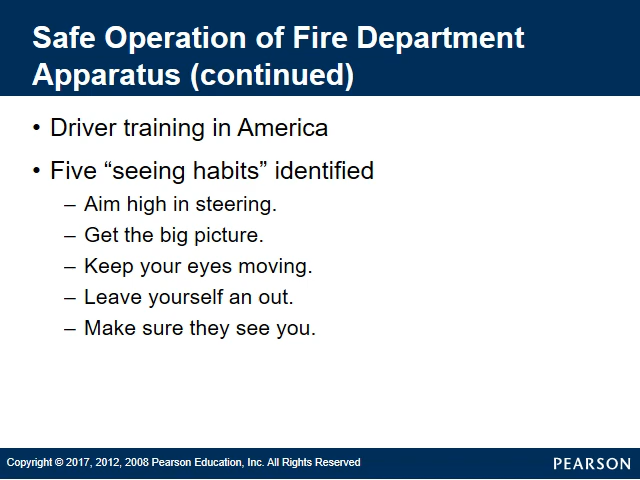 Safe Operation of Fire Department
Apparatus (continued)
• Driver training in America
• Five “seeing habits” identified
– Aim high in steering.
– Get the big picture.
– Keep your eyes moving.
– Leave yourself an out.
– Make sure they see you.
Copyright © 2017, 2012, 2008 Pearson Education, Inc. All Rights Reserved
PEARSON